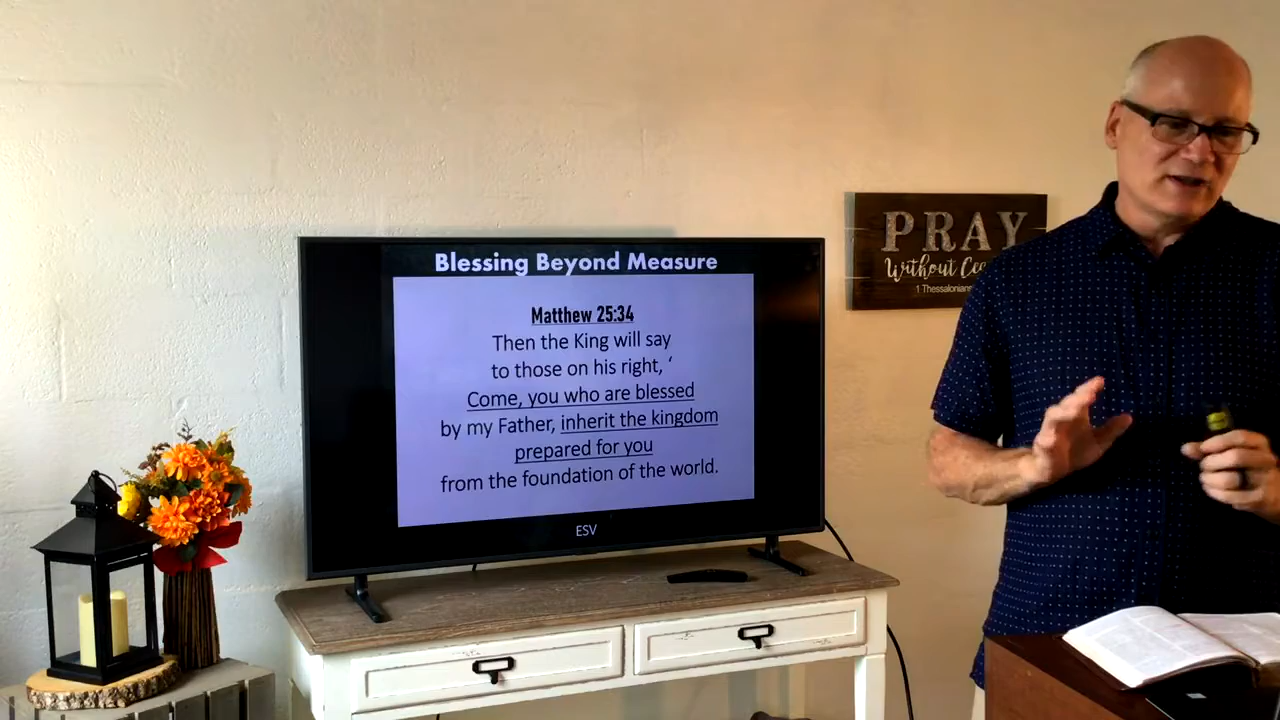 Blessing Beyond Measure
Matthew 25:34
Then the King will say
to those on his right, ‘
Come, you who are blessed
by my Father, inherit the kingdom
prepared for you
from the foundation of the world.
ESV
PRAY
Without
1 Thessalonians